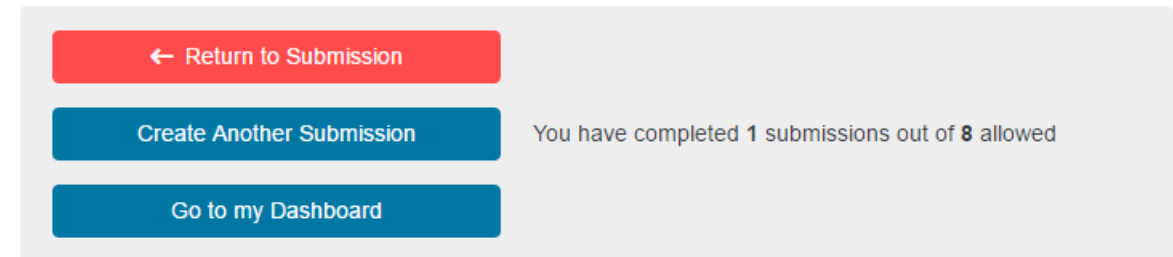 ← Return to Submission
Create Another Submission You have completed 1 submissions out of 8 allowed
Go to my Dashboard